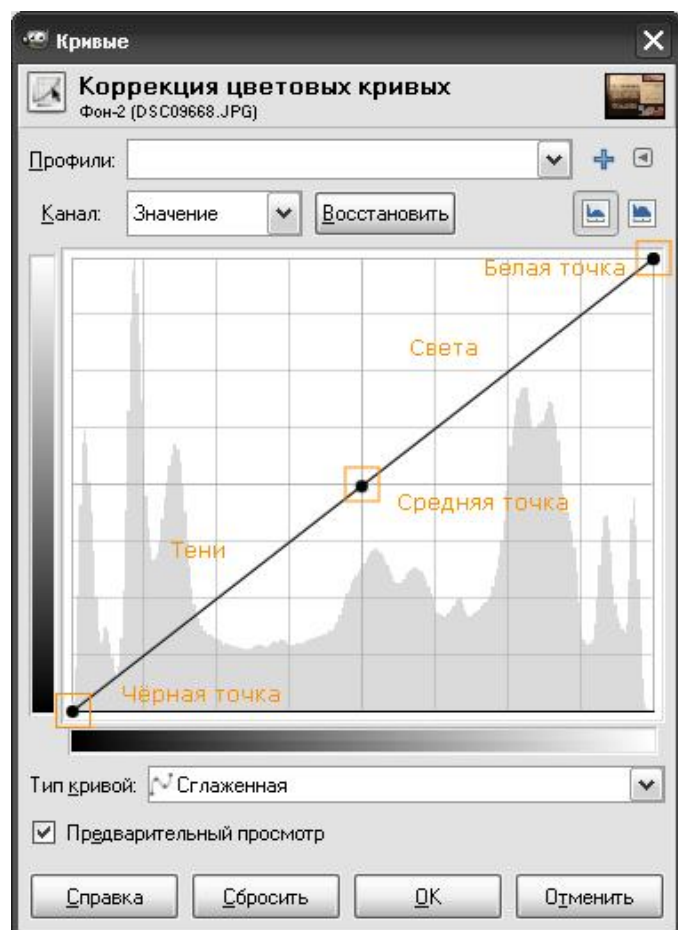 Кривые
Коррекция цветовых кривых
Фон-2 (DSC09668.JPG)
Профили:
Канал: Значение Восстановить
Белая точка
Света
Средняя точка
Тени
Чёрная точка
Тип кривой: Сглаженная
Предварительный просмотр
Справка Сбросить OK Отменить